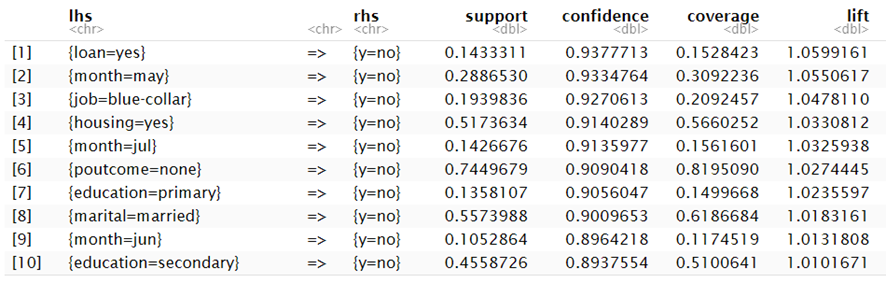 lhs rhs support confidence coverage lift
<chr> <chr> <chr> <dbl> <dbl> <dbl> <dbl>
[1] {loan=yes} => {y=no} 0.1433311 0.9377713 0.1528423 1.0599161
[2] {month=may} => {y=no} 0.2886530 0.9334764 0.3092236 1.0550617
[3] {job=blue-collar} => {y=no} 0.1939836 0.9270613 0.2092457 1.0478110
[4] {housing=yes} => {y=no} 0.5173634 0.9140289 0.5660252 1.0330812
[5] {month=jul} => {y=no} 0.1426676 0.9135977 0.1561601 1.0325938
[6] {poutcome=none} => {y=no} 0.7449679 0.9090418 0.8195090 1.0274445
[7] {education=primary} => {y=no} 0.1358107 0.9056047 0.1499668 1.0235597
[8] {marital=married} => {y=no} 0.5573988 0.9009653 0.6186684 1.0183161
[9] {month=jun} => {y=no} 0.1052864 0.8964218 0.1174519 1.0131808
[10] {education=secondary} => {y=no} 0.4558726 0.8937554 0.5100641 1.0101671